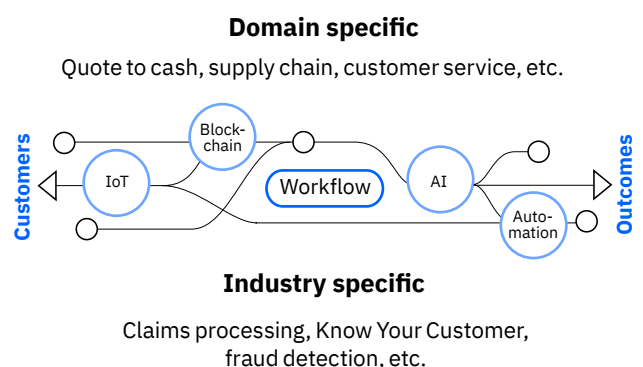 Domain specific
Quote to cash, supply chain, customer service, etc.
Customers
IoT
Block-
chain
Workflow
AI
Auto-
mation
Outcomes
Industry specific
Claims processing, Know Your Customer,
fraud detection, etc.